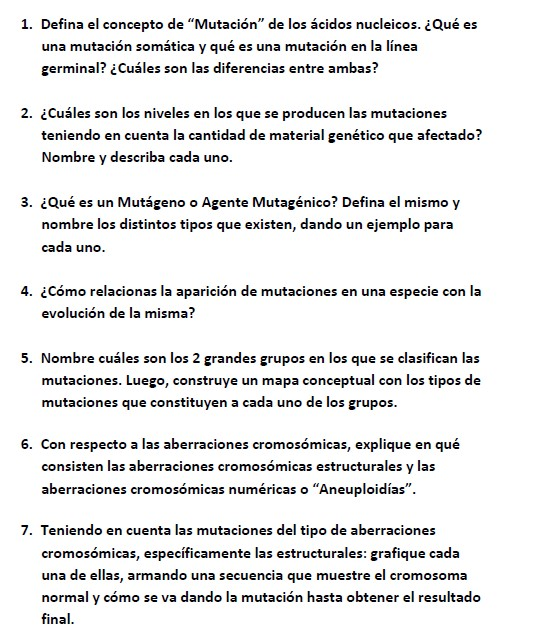 1. Defina el concepto de “Mutación” de los ácidos nucleicos. ¿Qué es
una mutación somática y qué es una mutación en la línea
germinal? ¿Cuáles son las diferencias entre ambas?
2. ¿Cuáles son los niveles en los que se producen las mutaciones
teniendo en cuenta la cantidad de material genético que afectado?
Nombre y describa cada uno.
3. ¿Qué es un Mutágeno o Agente Mutagénico? Defina el mismo y
nombre los distintos tipos que existen, dando un ejemplo para
cada uno.
4. ¿Cómo relacionas la aparición de mutaciones en una especie con la
evolución de la misma?
5. Nombre cuáles son los 2 grandes grupos en los que se clasifican las
mutaciones. Luego, construye un mapa conceptual con los tipos de
mutaciones que constituyen a cada uno de los grupos.
6. Con respecto a las aberraciones cromosómicas, explique en qué
consisten las aberraciones cromosómicas estructurales y las
aberraciones cromosómicas numéricas o “Aneuploidías”.
7. Teniendo en cuenta las mutaciones del tipo de aberraciones
cromosómicas, específicamente las estructurales: grafique cada
una de ellas, armando una secuencia que muestre el cromosoma
normal y cómo se va dando la mutación hasta obtener el resultado
final.